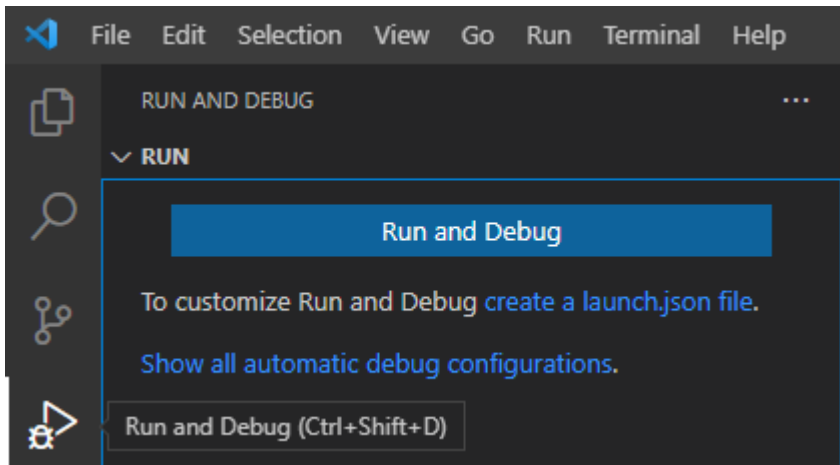 File Edit Selection View Go Run Terminal Help
RUN AND DEBUG
RUN
Run and Debug
To customize Run and Debug create a launch.json file.
Show all automatic debug configurations.
Run and Debug (Ctrl+Shift+D)